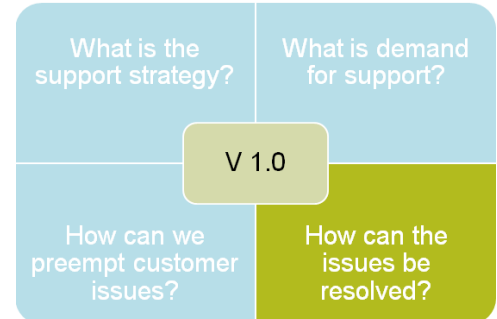 What is the
support strategy?
What is demand
for support?
V 1.0
How can we
preempt customer
issues?
How can the
issues be
resolved?